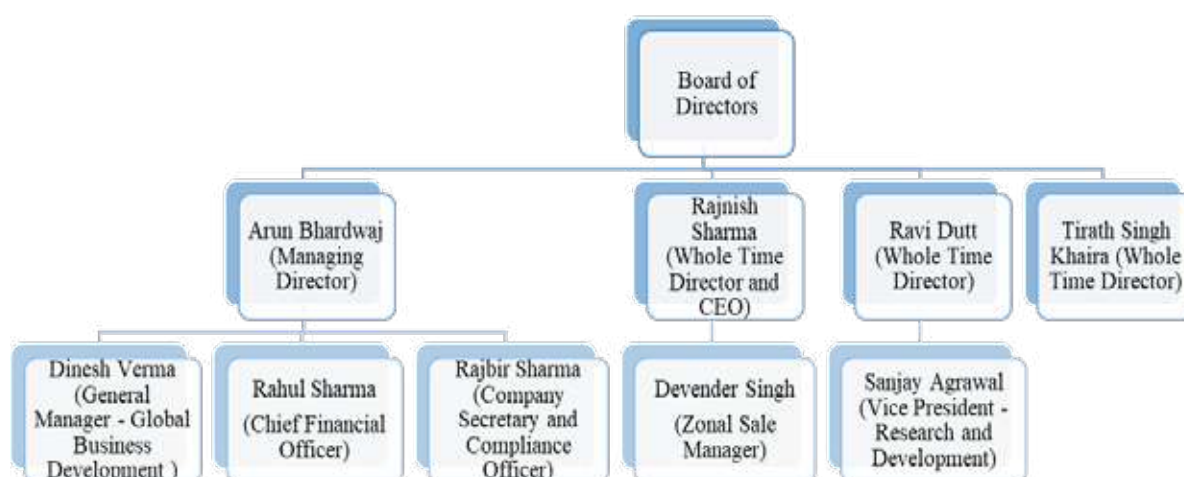 Board of
Directors
Arun Bhardwaj
(Managing
Director)
Rajnish
Sharma
(Whole Time
Director and
CEO)
Ravi Dutt
(Whole Time
Director)
Tirath Singh
Khaira (Whole
Time Director)
Dinesh Verma
(General
Manager - Global
Business
Development )
Rahul Sharma
(Chief Financial
Officer)
Rajbir Sharma
(Company
Secretary and
Compliance
Officer)
Devender Singh
(Zonal Sale
Manager)
Sanjay Agrawal
(Vice President -
Research and
Development)